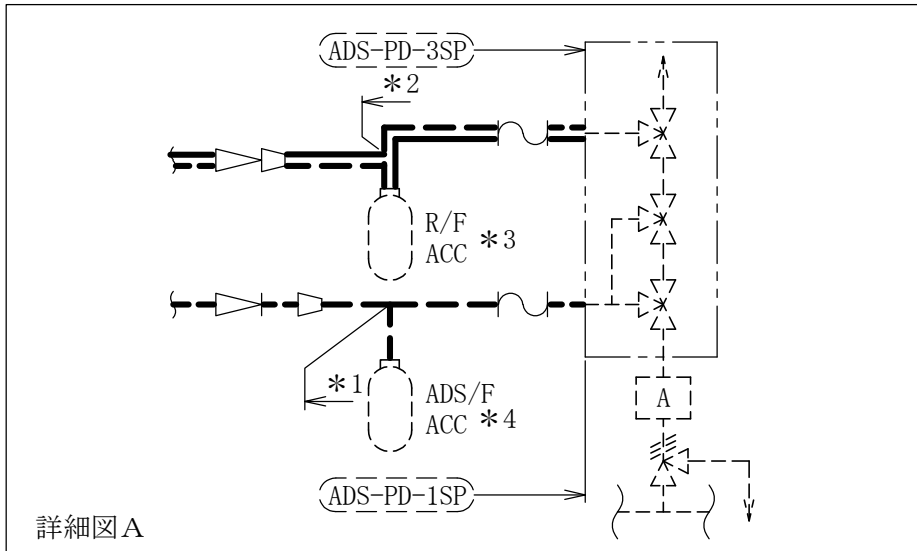 ADS-PD-3SP
*2
R/F
ACC *3
*1
ADS/F
ACC *4
A
ADS-PD-1SP
詳細図A